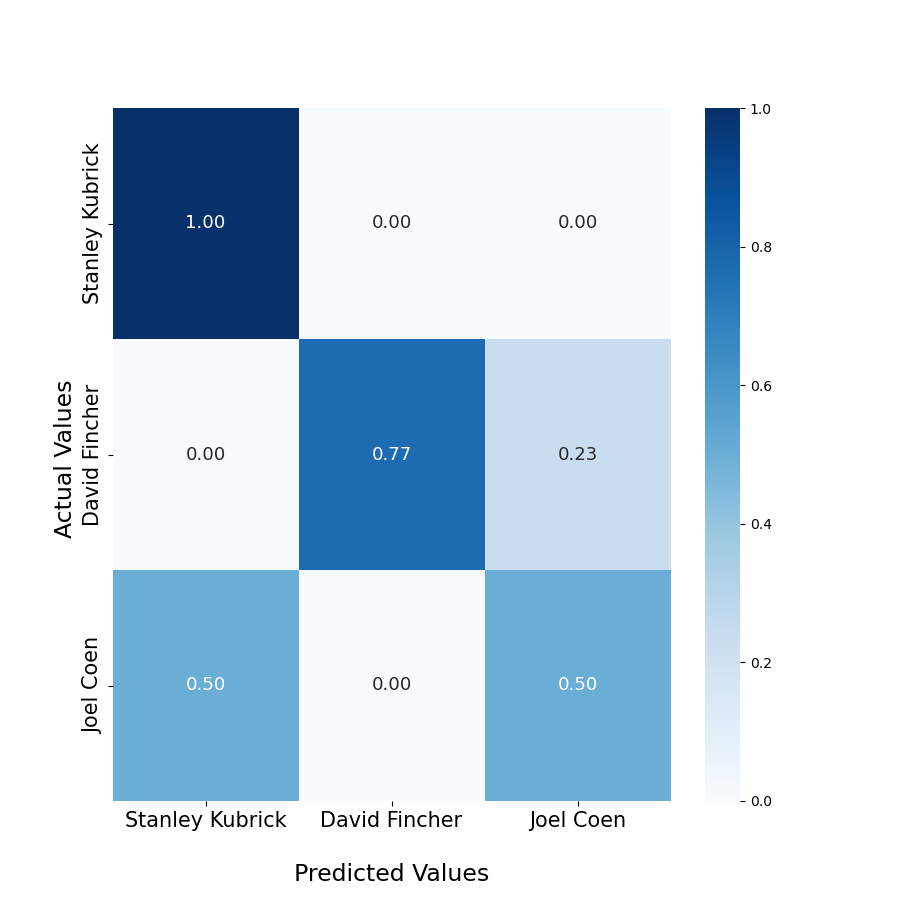 1.0
Stanley Kubrick 1.00 0.00 0.00
0.8
Actual Values
David Fincher 0.00 0.77 0.23
0.6
0.4
Joel Coen 0.50 0.00 0.50
0.2
0.0
Stanley Kubrick David Fincher Joel Coen
Predicted Values